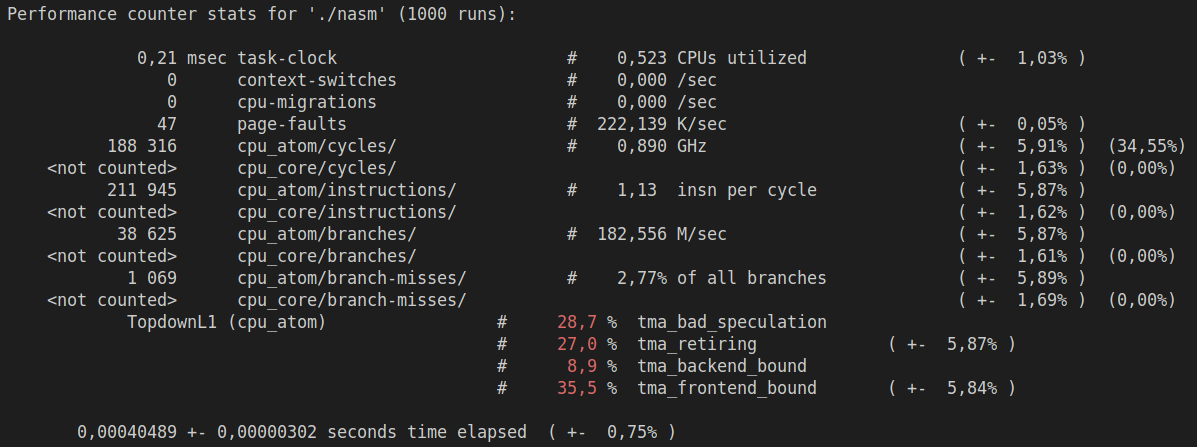 Performance counter stats for './nasm' (1000 runs):
0,21 msec task-clock # 0,523 CPUs utilized ( +- 1,03% )
0 context-switches # 0,000 /sec
0 cpu-migrations # 0,000 /sec
47 page-faults # 222,139 K/sec ( +- 0,05% )
188 316 cpu_atom/cycles/ # 0,890 GHz ( +- 5,91% ) (34,55%)
<not counted> cpu_core/cycles/ ( +- 1,63% ) (0,00%)
211 945 cpu_atom/instructions/ # 1,13 insn per cycle ( +- 5,87% )
<not counted> cpu_core/instructions/ ( +- 1,62% ) (0,00%)
38 625 cpu_atom/branches/ # 182,556 M/sec ( +- 5,87% )
<not counted> cpu_core/branches/ ( +- 1,61% ) (0,00%)
1 069 cpu_atom/branch-misses/ # 2,77% of all branches ( +- 5,89% )
<not counted> cpu_core/branch-misses/ ( +- 1,69% ) (0,00%)
TopdownL1 (cpu_atom) # 28,7 % tma_bad_speculation
# 27,0 % tma_retiring ( +- 5,87% )
# 8,9 % tma_backend_bound
# 35,5 % tma_frontend_bound ( +- 5,84% )
0,00040489 +- 0,00000302 seconds time elapsed ( +- 0,75% )